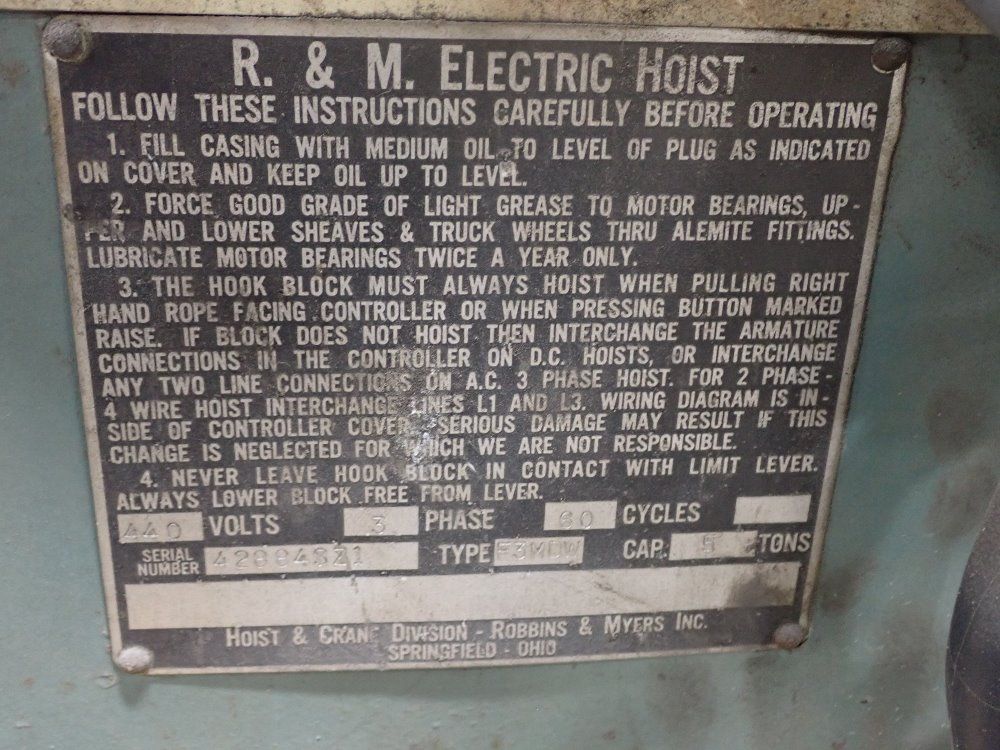 R. & M. ELECTRIC HOIST
FOLLOW THESE INSTRUCTIONS CAREFULLY BEFORE OPERATING
1. FILL CASING WITH MEDIUM OIL TO LEVEL OF PLUG AS INDICATED
ON COVER AND KEEP OIL UP TO LEVEL.
2. FORCE GOOD GRADE OF LIGHT GREASE TO MOTOR BEARINGS, UP-
PER AND LOWER SHEAVES & TRUCK WHEELS THRU ALEMITE FITTINGS.
LUBRICATE MOTOR BEARINGS TWICE A YEAR ONLY.
3. THE HOOK BLOCK MUST ALWAYS HOIST WHEN PULLING RIGHT
HAND ROPE FACING CONTROLLER OR WHEN PRESSING BUTTON MARKED
RAISE. IF BLOCK DOES NOT HOIST THEN INTERCHANGE THE ARMATURE
CONNECTIONS IN THE CONTROLLER ON D.C. HOISTS, OR INTERCHANGE
ANY TWO LINE CONNECTIONS ON A.C. 3 PHASE HOIST. FOR 2 PHASE-
4 WIRE HOIST INTERCHANGE LINES L1 AND L3. WIRING DIAGRAM IS IN-
SIDE OF CONTROLLER COVER. SERIOUS DAMAGE MAY RESULT IF THIS
CHANGE IS NEGLECTED FOR WHICH WE ARE NOT RESPONSIBLE.
4. NEVER LEAVE HOOK BLOCK IN CONTACT WITH LIMIT LEVER.
ALWAYS LOWER BLOCK FREE FROM LEVER.
440 VOLTS 3 PHASE 60 CYCLES
SERIAL NUMBER TYPE F3MDW CAP. 5 TONS
HOIST & CRANE DIVISION - ROBBINS & MYERS INC.
SPRINGFIELD - OHIO